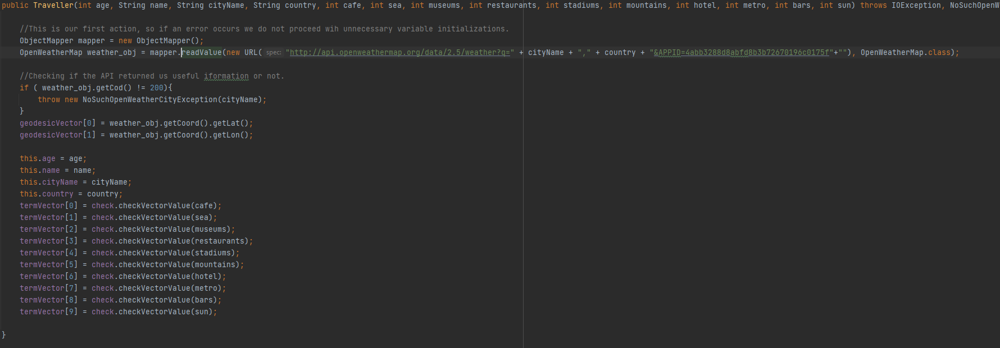 public Traveller(int age, String name, String cityName, String country, int cafe, int sea, int museums, int restaurants, int stadiums, int mountains, int hotel, int metro, int bars, int sun) throws IOException, NoSuchOpenW
//This is our first action, so if an error occurs we do not proceed wih unnecessary variable initializations.
ObjectMapper mapper = new ObjectMapper();
OpenWeatherMap weather_obj = mapper.readValue(new URL( spec: "http://api.openweathermap.org/data/2.5/weather?q=" + cityName + "," + country + "&APPID=4abb3288d8abfd8b3b72670196c0175f"+""), OpenWeatherMap.class);
//Checking if the API returned us useful iformation or not.
if ( weather_obj.getCod() != 200){
throw new NoSuchOpenWeatherCityException(cityName);
}
geodesicVector[0] = weather_obj.getCoord().getLat();
geodesicVector[1] = weather_obj.getCoord().getLon();
this.age = age;
this.name = name;
this.cityName = cityName;
this.country = country;
termVector[0] = check.checkVectorValue(cafe);
termVector[1] = check.checkVectorValue(sea);
termVector[2] = check.checkVectorValue(museums);
termVector[3] = check.checkVectorValue(restaurants);
termVector[4] = check.checkVectorValue(stadiums);
termVector[5] = check.checkVectorValue(mountains);
termVector[6] = check.checkVectorValue(hotel);
termVector[7] = check.checkVectorValue(metro);
termVector[8] = check.checkVectorValue(bars);
termVector[9] = check.checkVectorValue(sun);
}